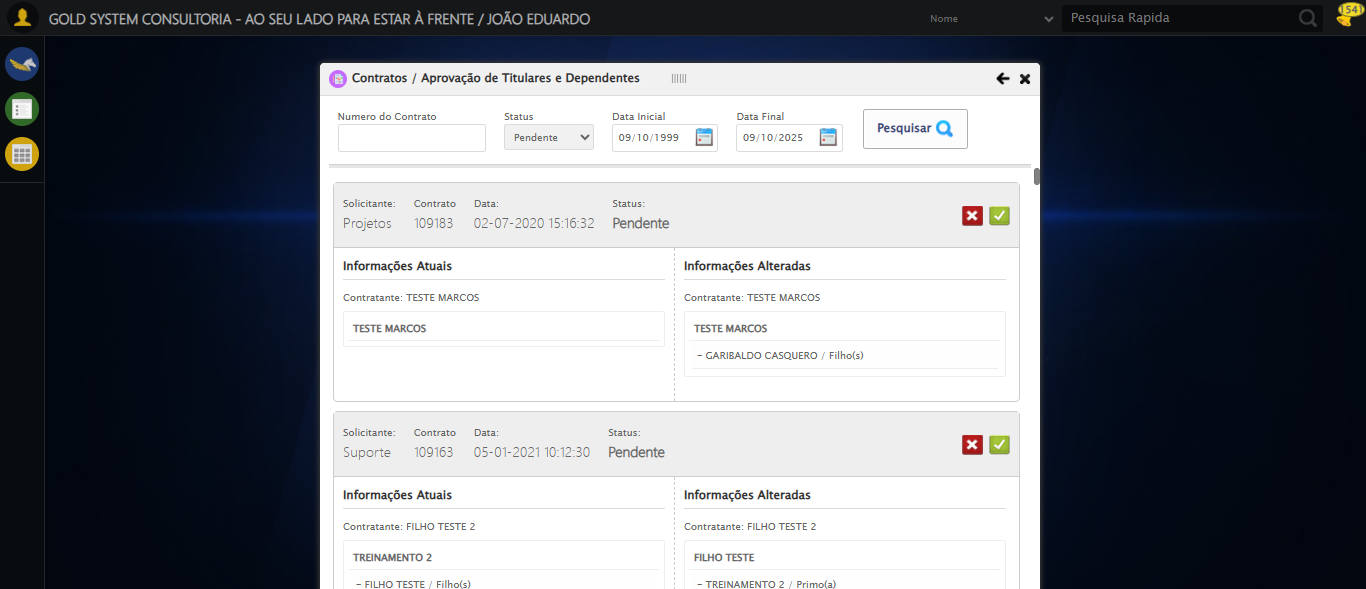 GOLD SYSTEM CONSULTORIA - AO SEU LADO PARA ESTAR À FRENTE / JOÃO EDUARDO
Nome
Pesquisa Rapida
154
Contratos / Aprovação de Titulares e Dependentes
Numero do Contrato
Status
Data Inicial
Data Final
Pendente
09/10/1999
09/10/2025
Pesquisar
Solicitante: Contrato Data: Status:
Projetos 109183 02-07-2020 15:16:32 Pendente
Informações Atuais
Contratante: TESTE MARCOS
TESTE MARCOS
Informações Alteradas
Contratante: TESTE MARCOS
TESTE MARCOS
- GARIBALDO CASQUERO / Filho(s)
Solicitante: Contrato Data: Status:
Suporte 109163 05-01-2021 10:12:30 Pendente
Informações Atuais
Contratante: FILHO TESTE 2
TREINAMENTO 2
- FILHO TESTE / Filho(s)
Informações Alteradas
Contratante: FILHO TESTE 2
FILHO TESTE
- TREINAMENTO 2 / Primo(a)